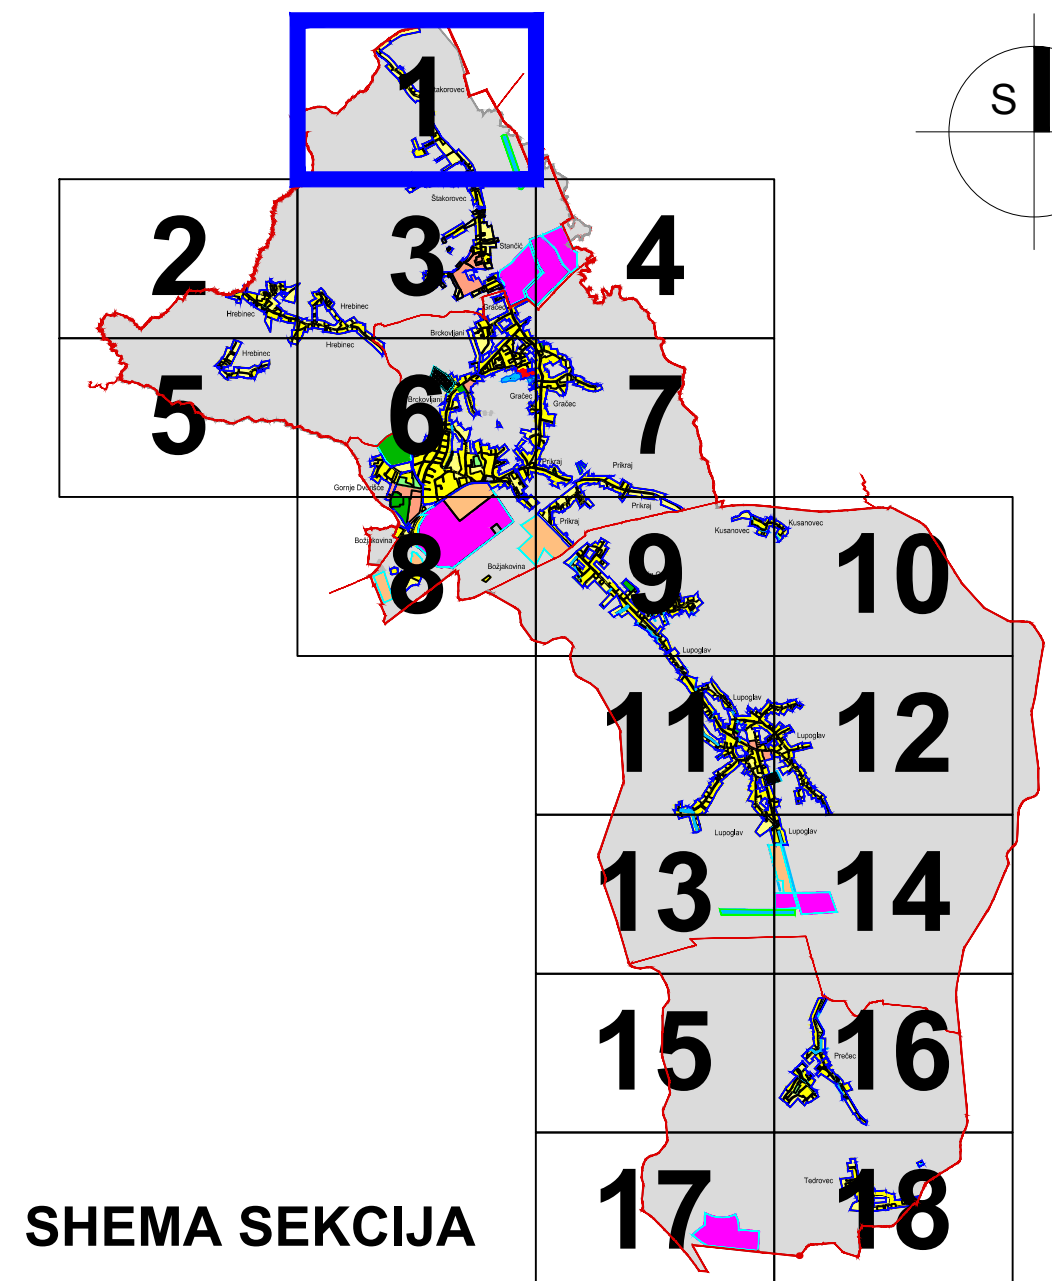 1
S
Štakorovec
Štakorovec
2
3
4
Stančić
Gračec
Hrebinec
Hrebinec
Hrebinec
Hrebinec
Brckovljani
5
6
7
Brckovljani
Gračec
Gračec
Prikraj
Prikraj
Prikraj
Gornje Dvorišće
Prikraj
Kusanovec
Kusanovec
Božjakovina
Božjakovina
8
9
10
Lupoglav
11
12
Lupoglav
Lupoglav
Lupoglav
Lupoglav
13
14
15
16
Prečec
17
18
Tedrovec
SHEMA SEKCIJA